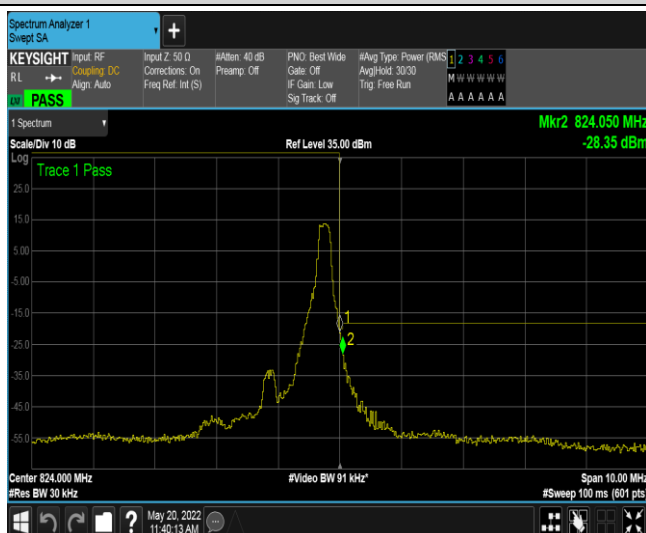 Spectrum Analyzer 1
Swept SA
KEYSIGHT
RL
PASS
Input: RF
Coupling: DC
Align: Auto
Input Z: 50 Ω
Corrections: On
Freq Ref: Int (S)
#Atten: 40 dB
Preamp: Off
PNO: Best Wide
Gate: Off
IF Gain: Low
Sig Track: Off
#Avg Type: Power (RMS
Avg|Hold: 30/30
Trig: Free Run
1 2 3 4 5 6
M W W W W W
A A A A A A
1 Spectrum
Mkr2 824.050 MHz
Scale/Div 10 dB
Ref Level 35.00 dBm
-28.35 dBm
Log
Trace 1 Pass
25.0
15.0
5.00
-5.00
-15.0
-25.0
-35.0
-45.0
-55.0
1
2
Center 824.000 MHz
#Video BW 91 kHz*
Span 10.00 MHz
#Res BW 30 kHz
#Sweep 100 ms (601 pts)
?
May 20, 2022
11:40:13 AM